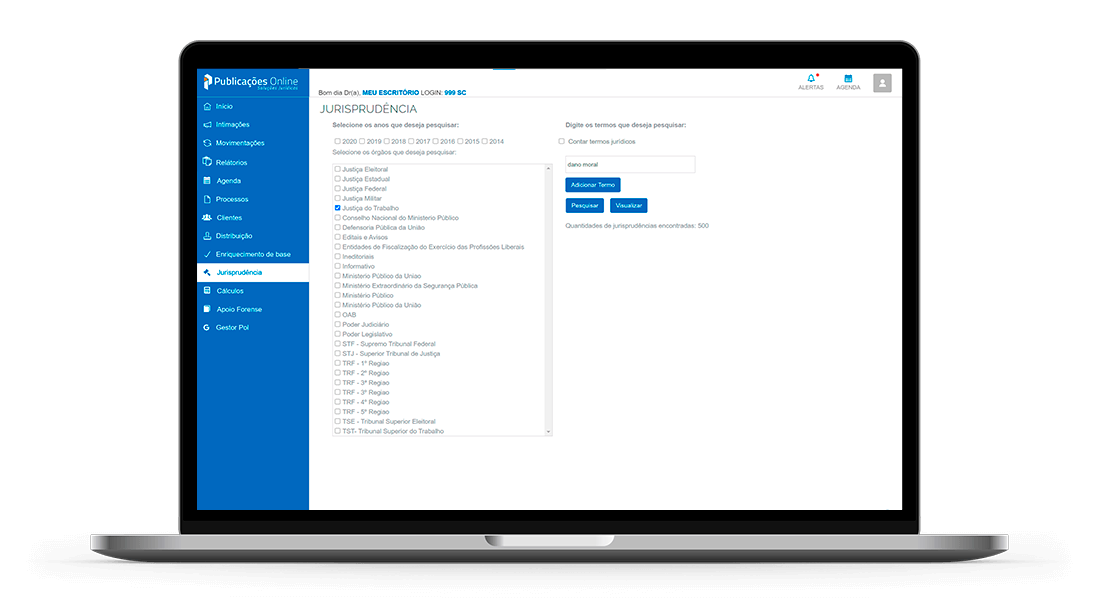 Publicações Online
Soluções Jurídicas
Início
Intimações
Movimentações
Relatórios
Agenda
Processos
Clientes
Distribuição
Enriquecimento de base
Jurisprudência
Cálculos
Apoio Forense
Gestor Pol
ALERTAS
AGENDA
Bom dia Dr(a), MEU ESCRITÓRIO LOGIN: 999 SC
JURISPRUDÊNCIA
Selecione os anos que deseja pesquisar:
2020 2019 2018 2017 2016 2015 2014
Selecione os órgãos que deseja pesquisar:
Justiça Eleitoral
Justiça Estadual
Justiça Federal
Justiça Militar
Justiça do Trabalho
Conselho Nacional do Ministerio Público
Defensoria Pública da União
Editais e Avisos
Entidades de Fiscalização do Exercício das Profissões Liberais
Ineditoriais
Informativo
Ministerio Público da Uniao
Ministério Extraordinário da Segurança Pública
Ministério Público
Ministério Público da União
OAB
Poder Judiciário
Poder Legislativo
STF - Supremo Tribunal Federal
STJ - Superior Tribunal de Justiça
TRF - 1ª Regiao
TRF - 2ª Regiao
TRF - 3ª Regiao
TRF - 3ª Regiao
TRF - 4ª Regiao
TRF - 5ª Regiao
TSE - Tribunal Superior Eleitoral
TST- Tribunal Superior do Trabalho
Digite os termos que deseja pesquisar:
Contar termos jurídicos
dano moral
Adicionar Termo
Pesquisar
Visualizar
Quantidades de jurisprudências encontradas: 500